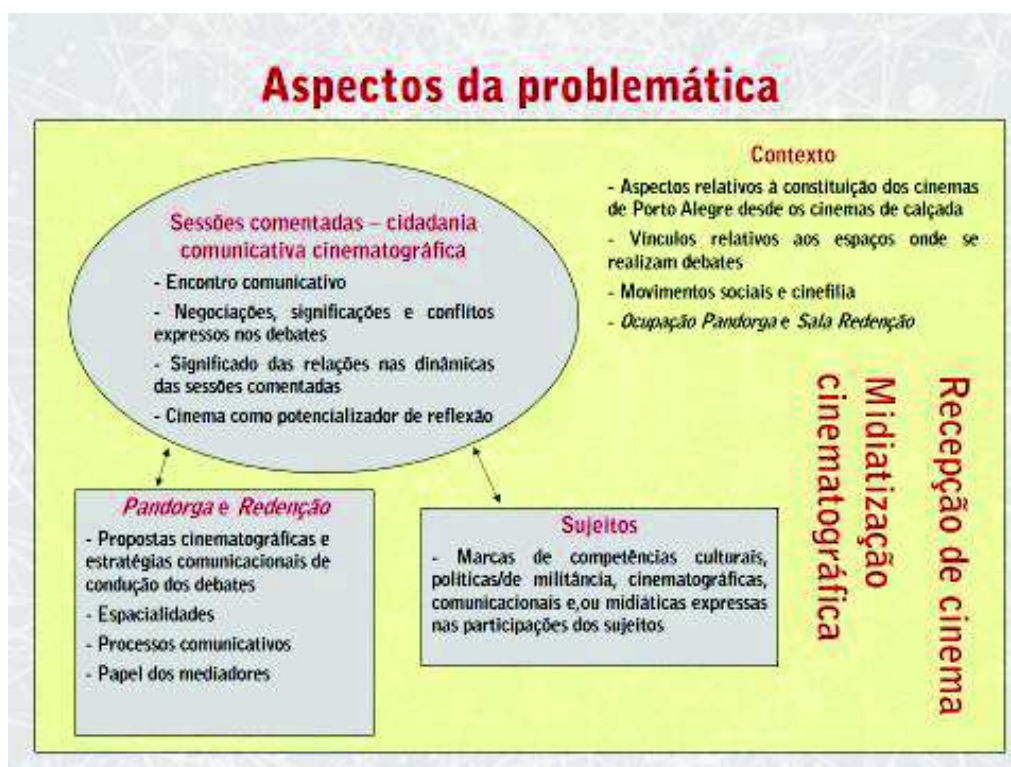 Aspectos da problemática
Sessões comentadas – cidadania
comunicativa cinematográfica
- Encontro comunicativo
- Negociações, significações e conflitos
expressos nos debates
- Significado das relações nas dinâmicas
das sessões comentadas
- Cinema como potencializador de reflexão
Contexto
- Aspectos relativos à constituição dos cinemas
de Porto Alegre desde os cinemas de calçada
- Vínculos relativos aos espaços onde se
realizam debates
- Movimentos sociais e cinefilia
- Ocupação Pandorga e Sala Redenção
Pandorga e Redenção
- Propostas cinematográficas e
estratégias comunicacionais de
condução dos debates
- Espacialidades
- Processos comunicativos
- Papel dos mediadores
Sujeitos
- Marcas de competências culturais,
políticas/de militância, cinematográficas,
comunicacionais e,ou midiáticas expressas
nas participações dos sujeitos
Midiatização
cinematográfica
Recepção de cinema